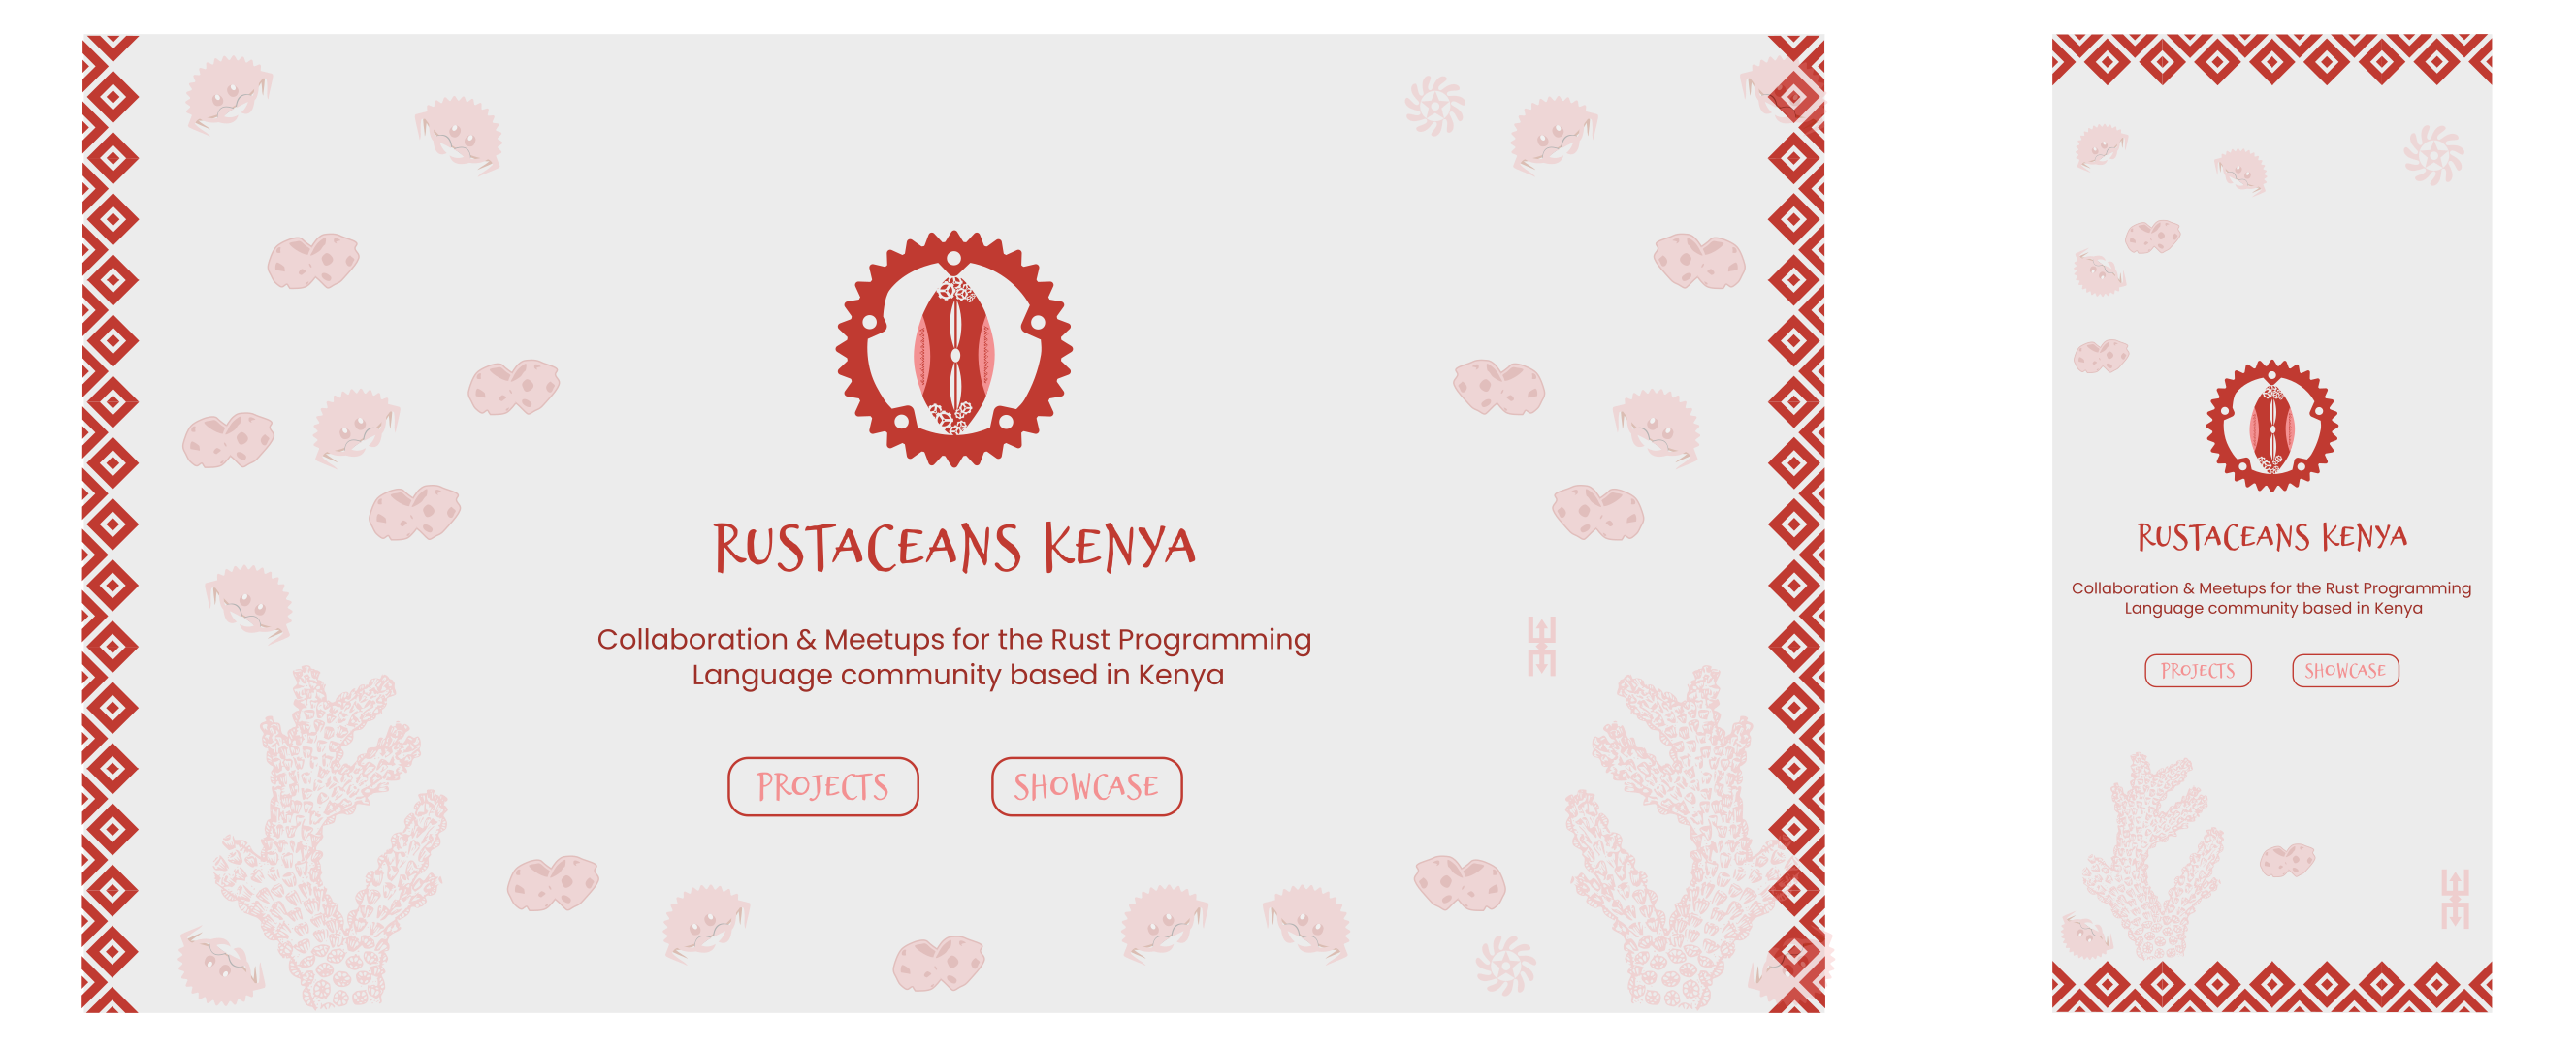 RUSTACEANS KENYA
Collaboration & Meetups for the Rust Programming
Language community based in Kenya
PROJECTS
SHOWCASE
RUSTACEANS KENYA
Collaboration & Meetups for the Rust Programming
Language community based in Kenya
PROJECTS
SHOWCASE